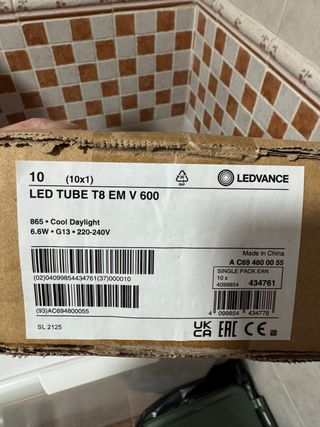 10 (10x1)
LEDVANCE
LED TUBE T8 EM V 600
PAP
865 • Cool Daylight
6.6W • G13 • 220-240V
Made in China
A C69 480 00 55
(02)04099854434761(37)000010
SINGLE PACK EAN
10 x
4099854 434761
(93)AC694800055
4 099854 434778
SL 2125
UK CA EAC CE